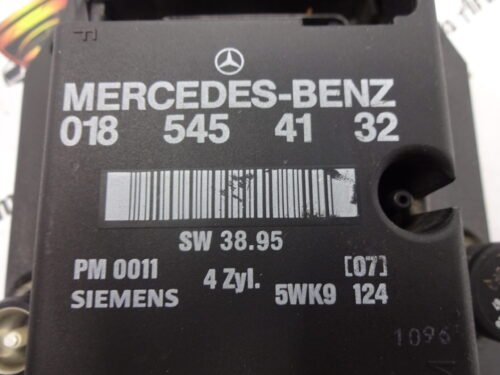 MERCEDES-BENZ
018 545 41 32
SW 38.95
PM 0011 4 Zyl. [07]
SIEMENS 5WK9 124
1096